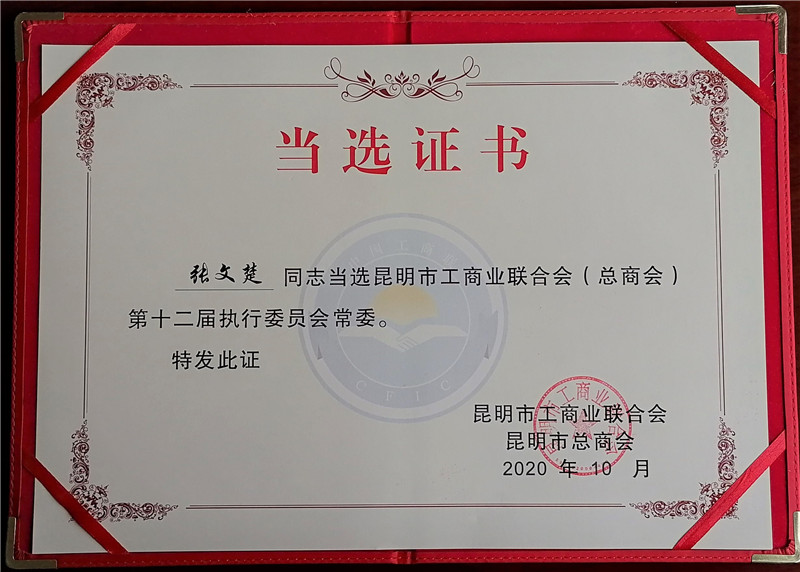 当选证书
张文楚 同志当选昆明市工商业联合会（总商会）
第十二届执行委员会常委。
特发此证
CFIC
昆明市工商业联合会
昆明市总商会
2020 年 10 月